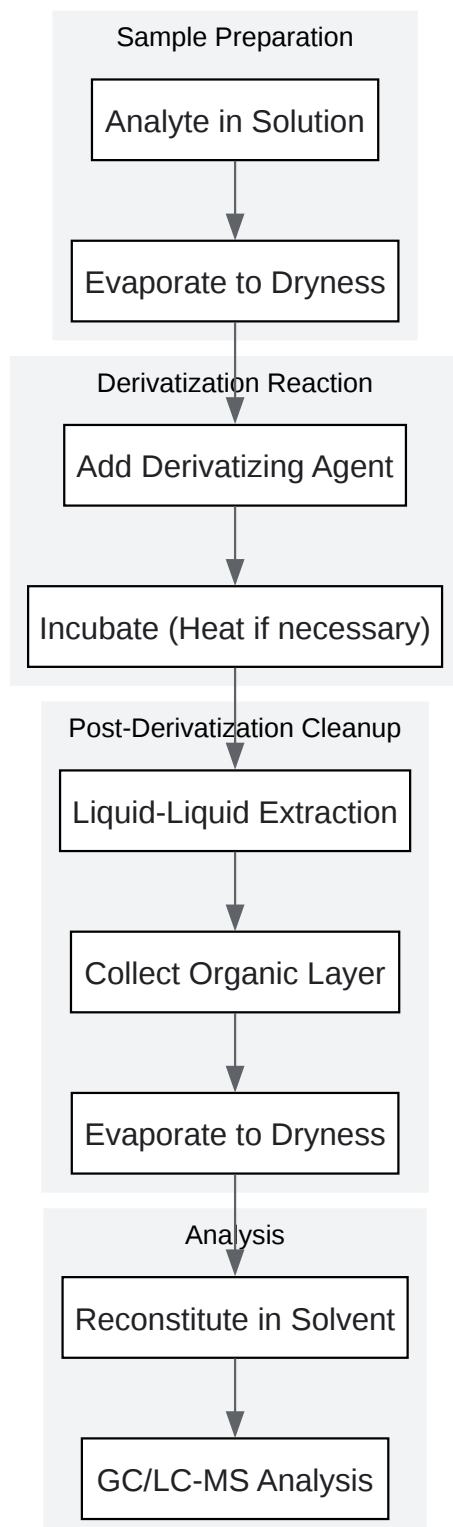 Sample Preparation
Analyte in Solution
Evaporate to Dryness
Derivatization Reaction
Add Derivatizing Agent
Incubate (Heat if necessary)
Post-Derivatization Cleanup
Liquid-Liquid Extraction
Collect Organic Layer
Evaporate to Dryness
Analysis
Reconstitute in Solvent
GC/LC-MS Analysis